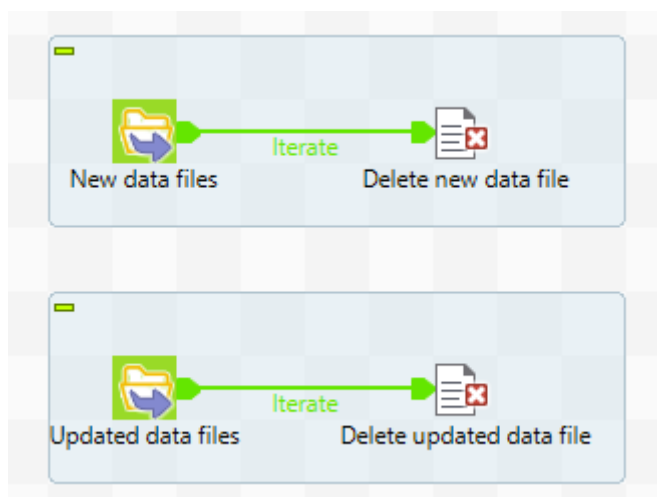 Iterate
New data files
Delete new data file
Iterate
Updated data files
Delete updated data file